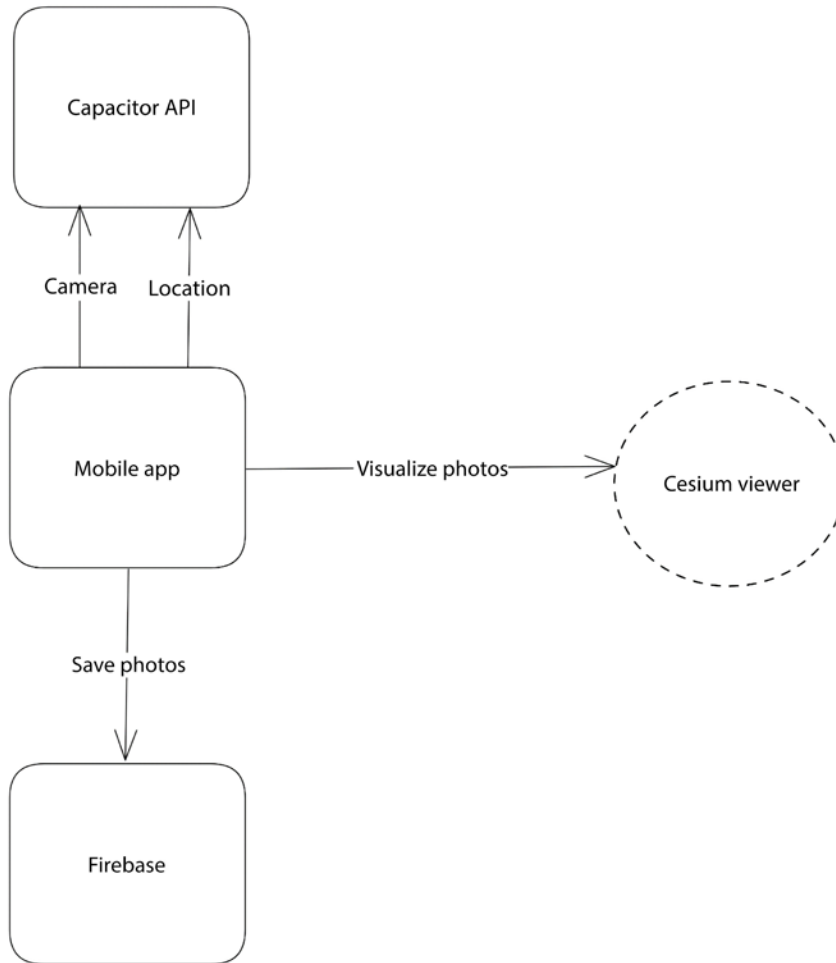 Capacitor API
Camera
Location
Mobile app
Visualize photos
Cesium viewer
Save photos
Firebase